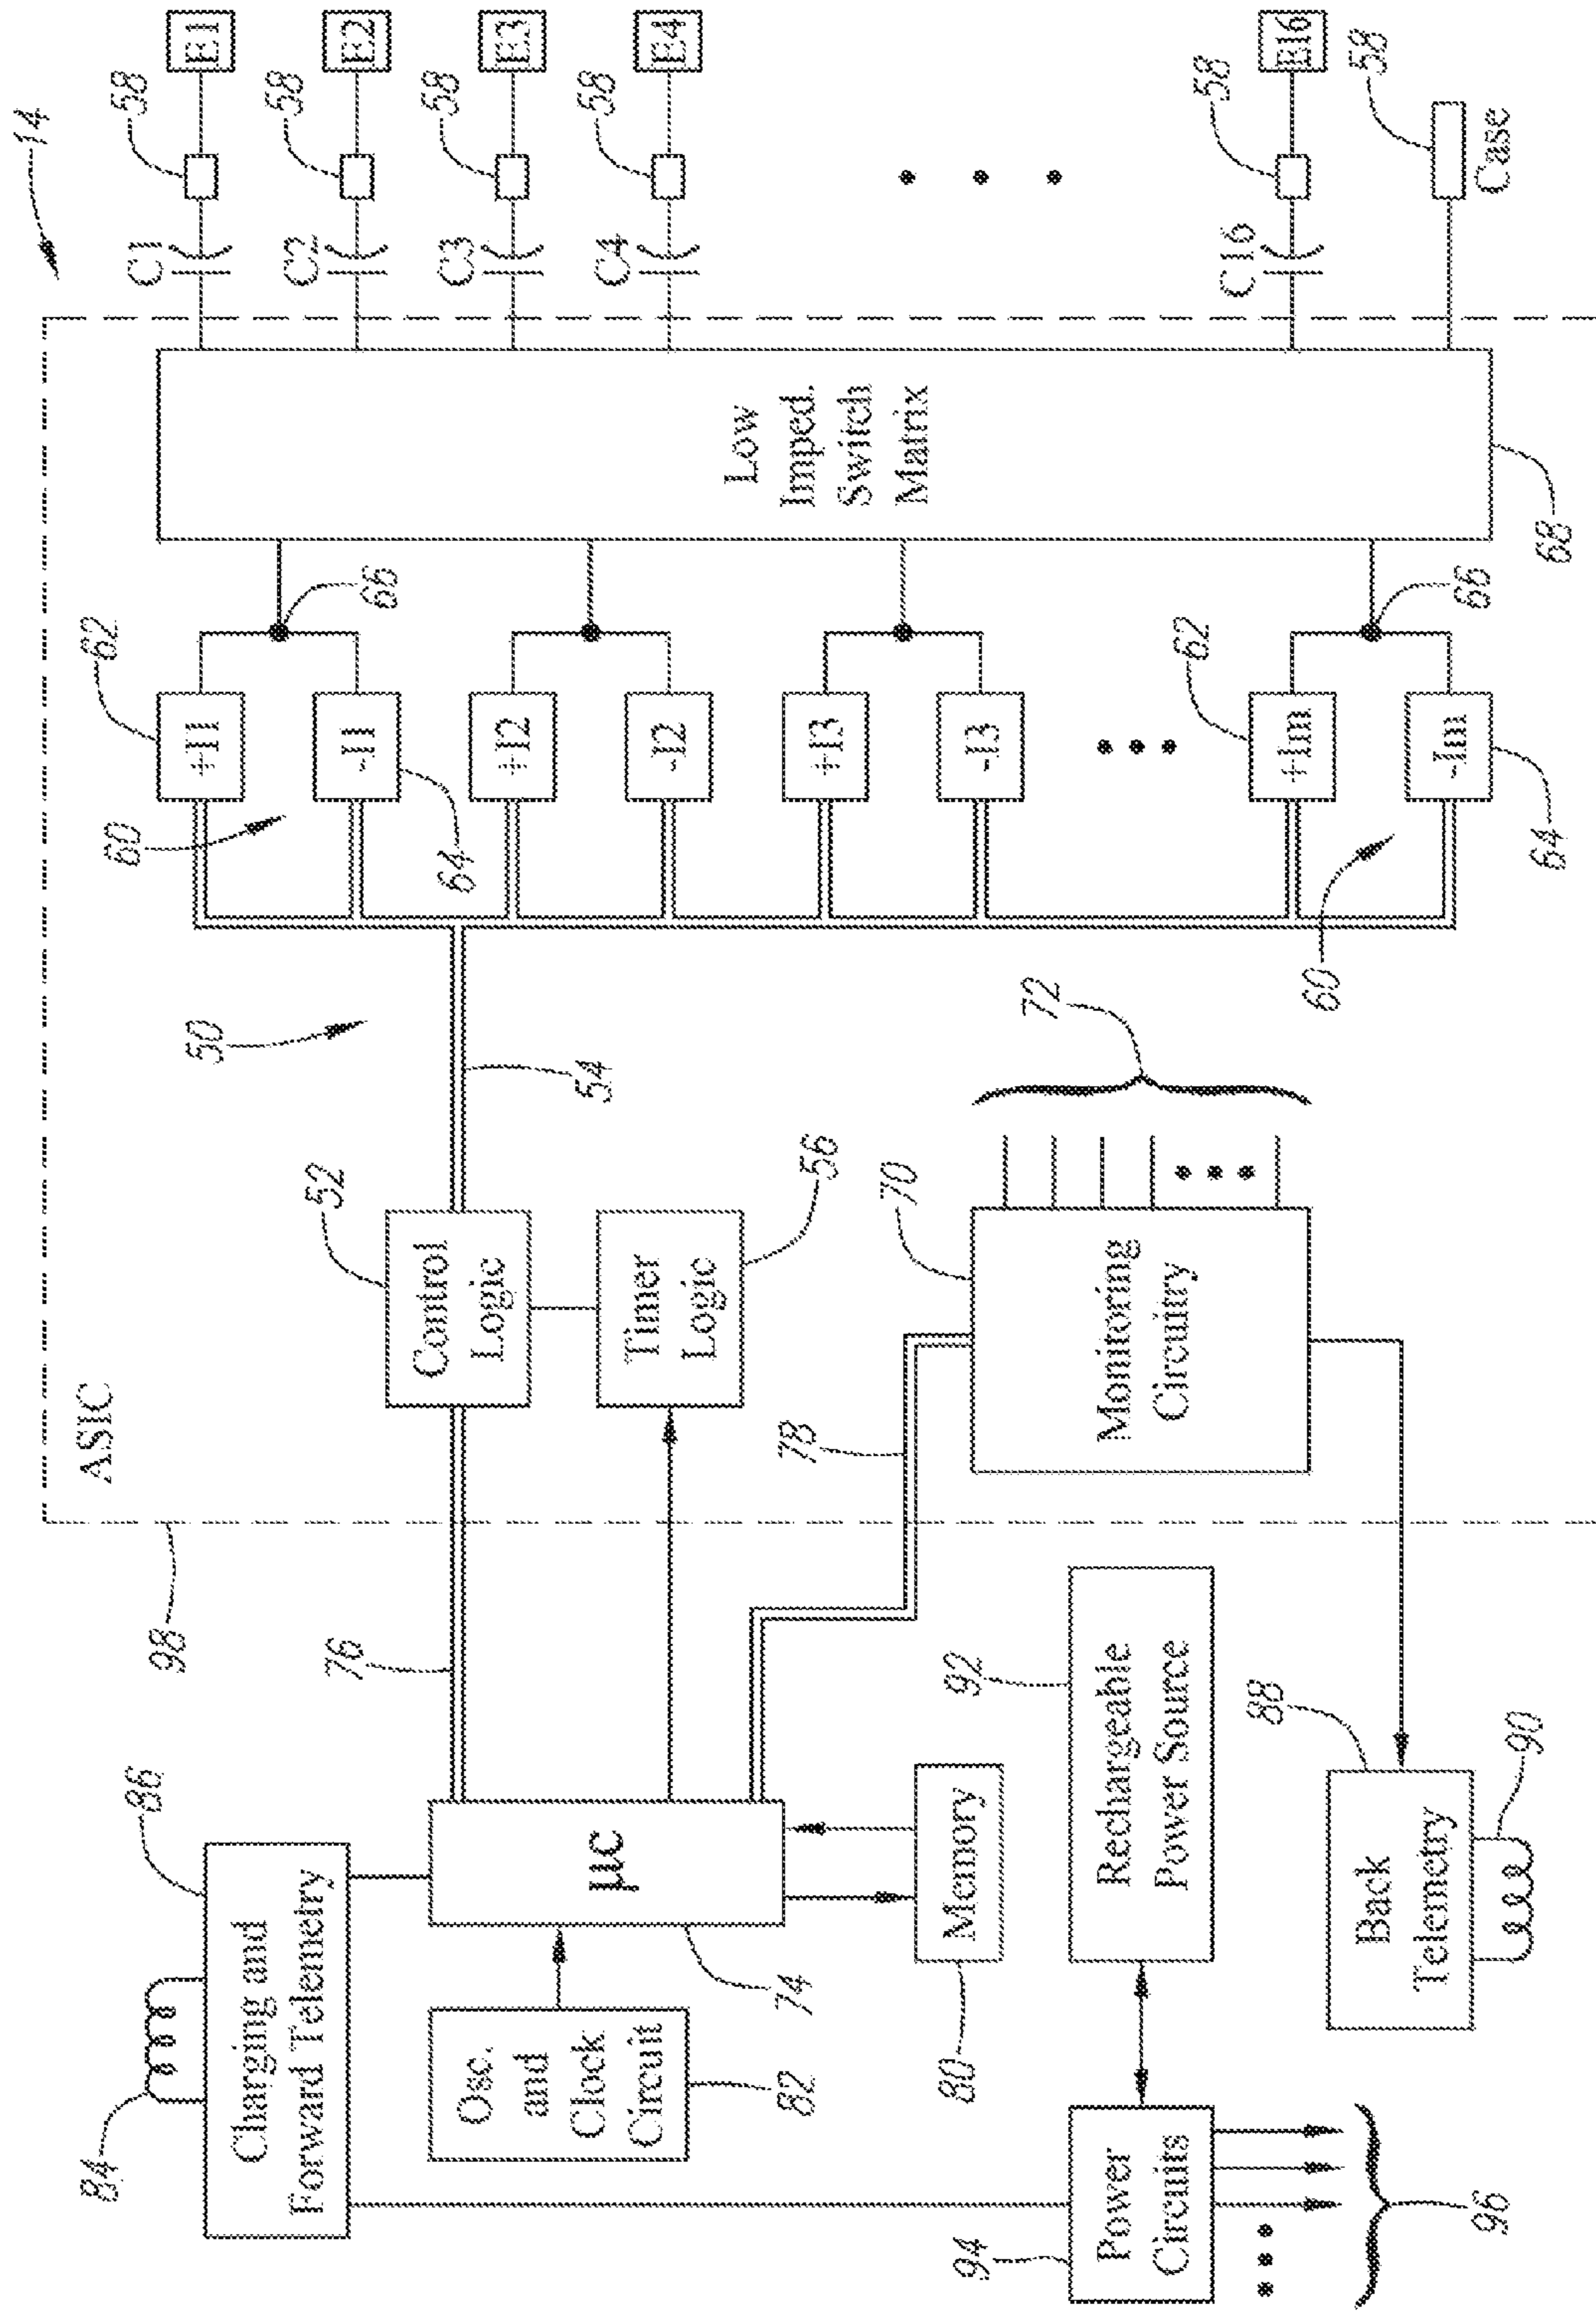 14
ASIC
98
84
Charging and
Forward Telemetry
86
76
Osc.
and
Clock
Circuit
82
µC
74
Memory
80
Control
Logic
52
54
50
Timer
Logic
56
78
Monitoring
Circuitry
70
72
Rechargeable
Power Source
92
Power
Circuits
94
96
Back
Telemetry
88
90
60
62
+I1
-I1
64
66
+I2
-I2
+I3
-I3
62
+Im
-Im
64
66
60
Low
Imped.
Switch
Matrix
68
C1
58
E1
C2
58
E2
C3
58
E3
C4
58
E4
C16
58
E16
58
Case